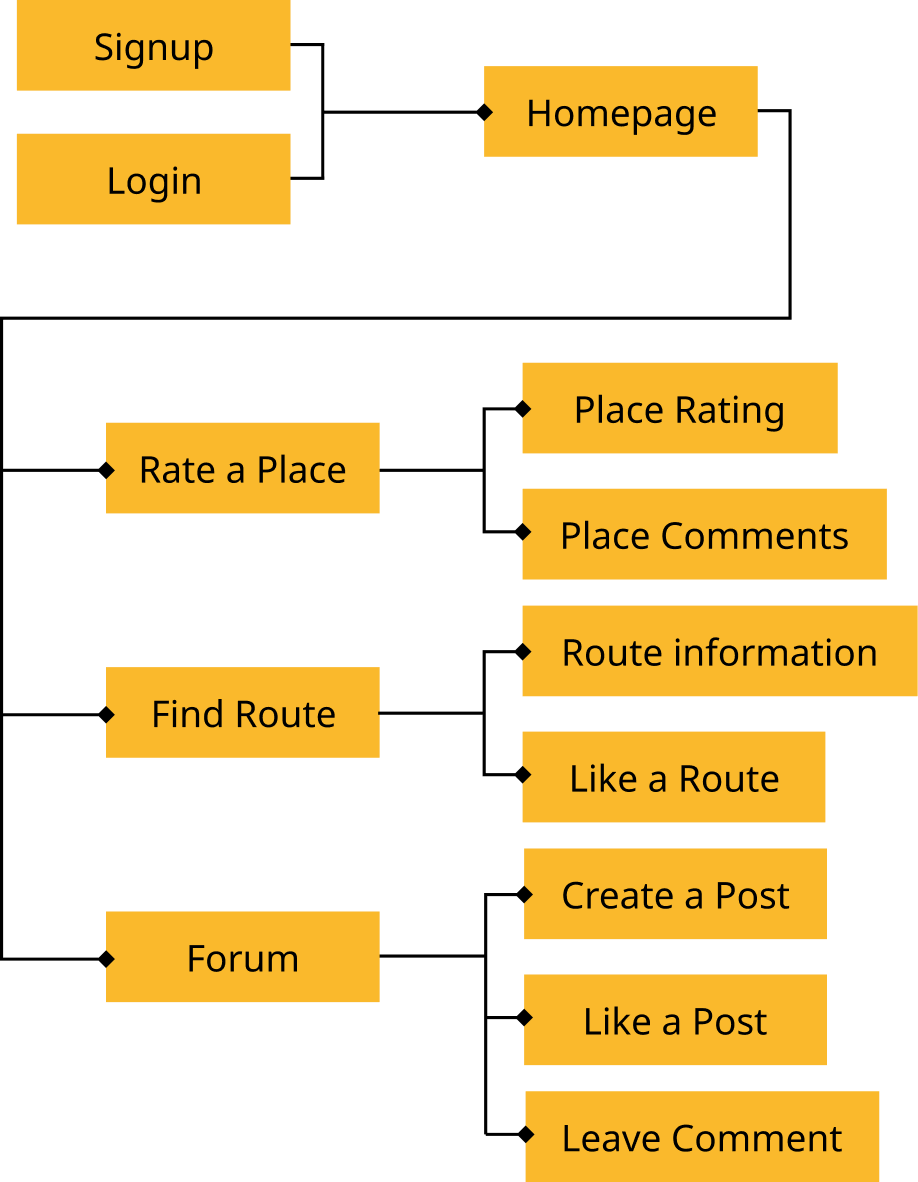 Signup
Login
Homepage
Rate a Place
Place Rating
Place Comments
Find Route
Route information
Like a Route
Forum
Create a Post
Like a Post
Leave Comment